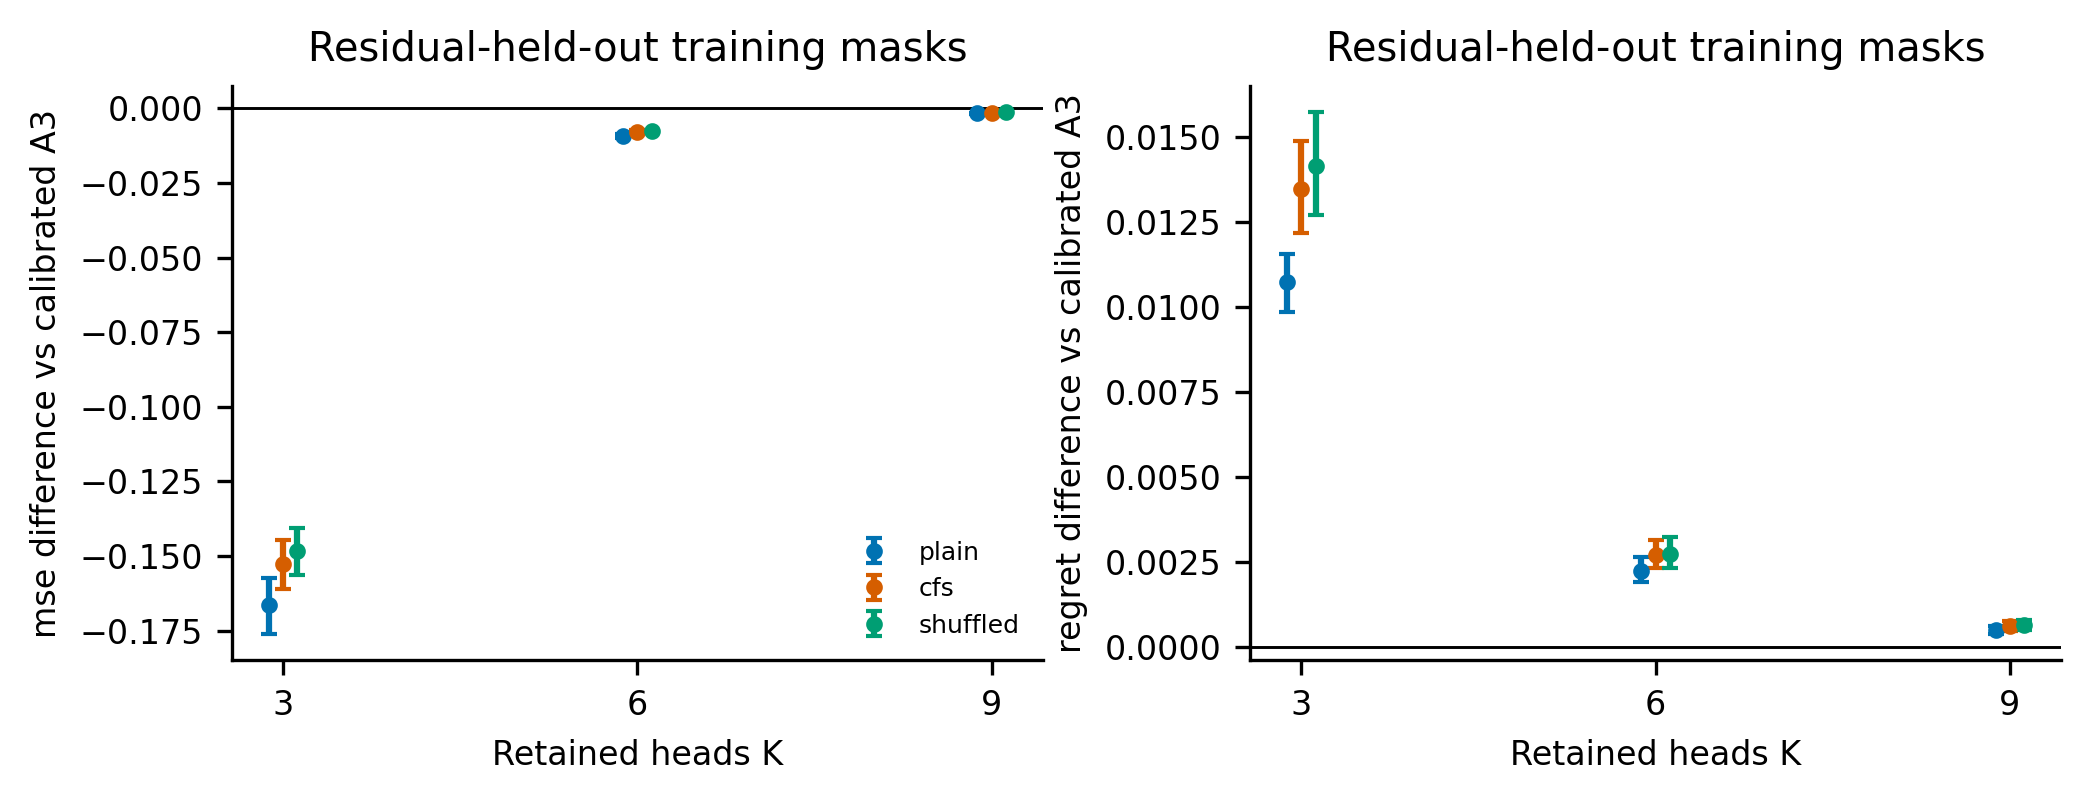 Residual-held-out training masks
mse difference vs calibrated A3
0.000
−0.025
−0.050
−0.075
−0.100
−0.125
−0.150
−0.175
plain
cfs
shuffled
3
6
9
Retained heads K
Residual-held-out training masks
regret difference vs calibrated A3
0.0150
0.0125
0.0100
0.0075
0.0050
0.0025
0.0000
3
6
9
Retained heads K